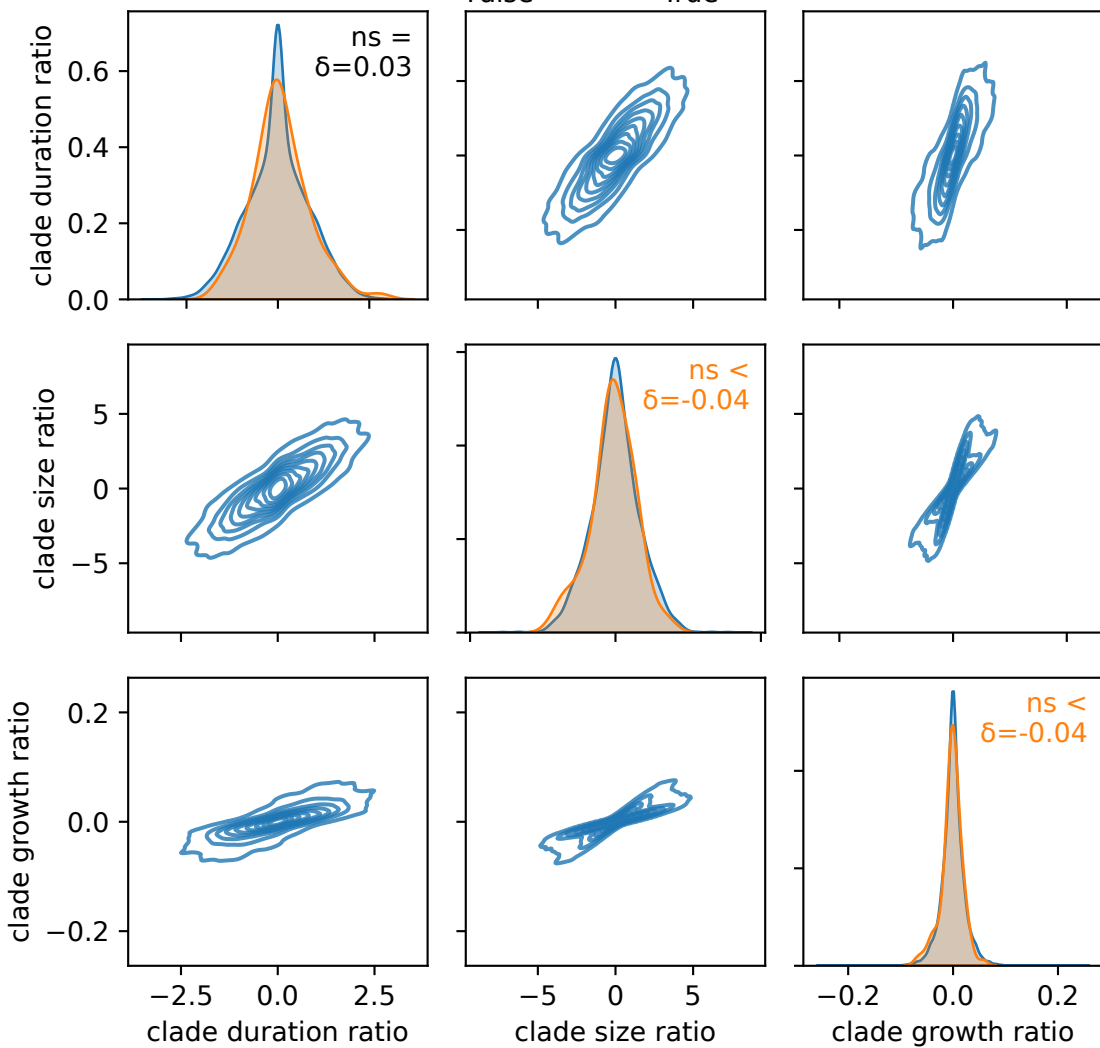 clade duration ratio
0.6
0.4
0.2
0.0
ns =
δ=0.03
clade size ratio
5
0
−5
ns <
δ=-0.04
clade growth ratio
0.2
0.0
−0.2
ns <
δ=-0.04
−2.5
0.0
2.5
−5
0
5
−0.2
0.0
0.2
clade duration ratio
clade size ratio
clade growth ratio